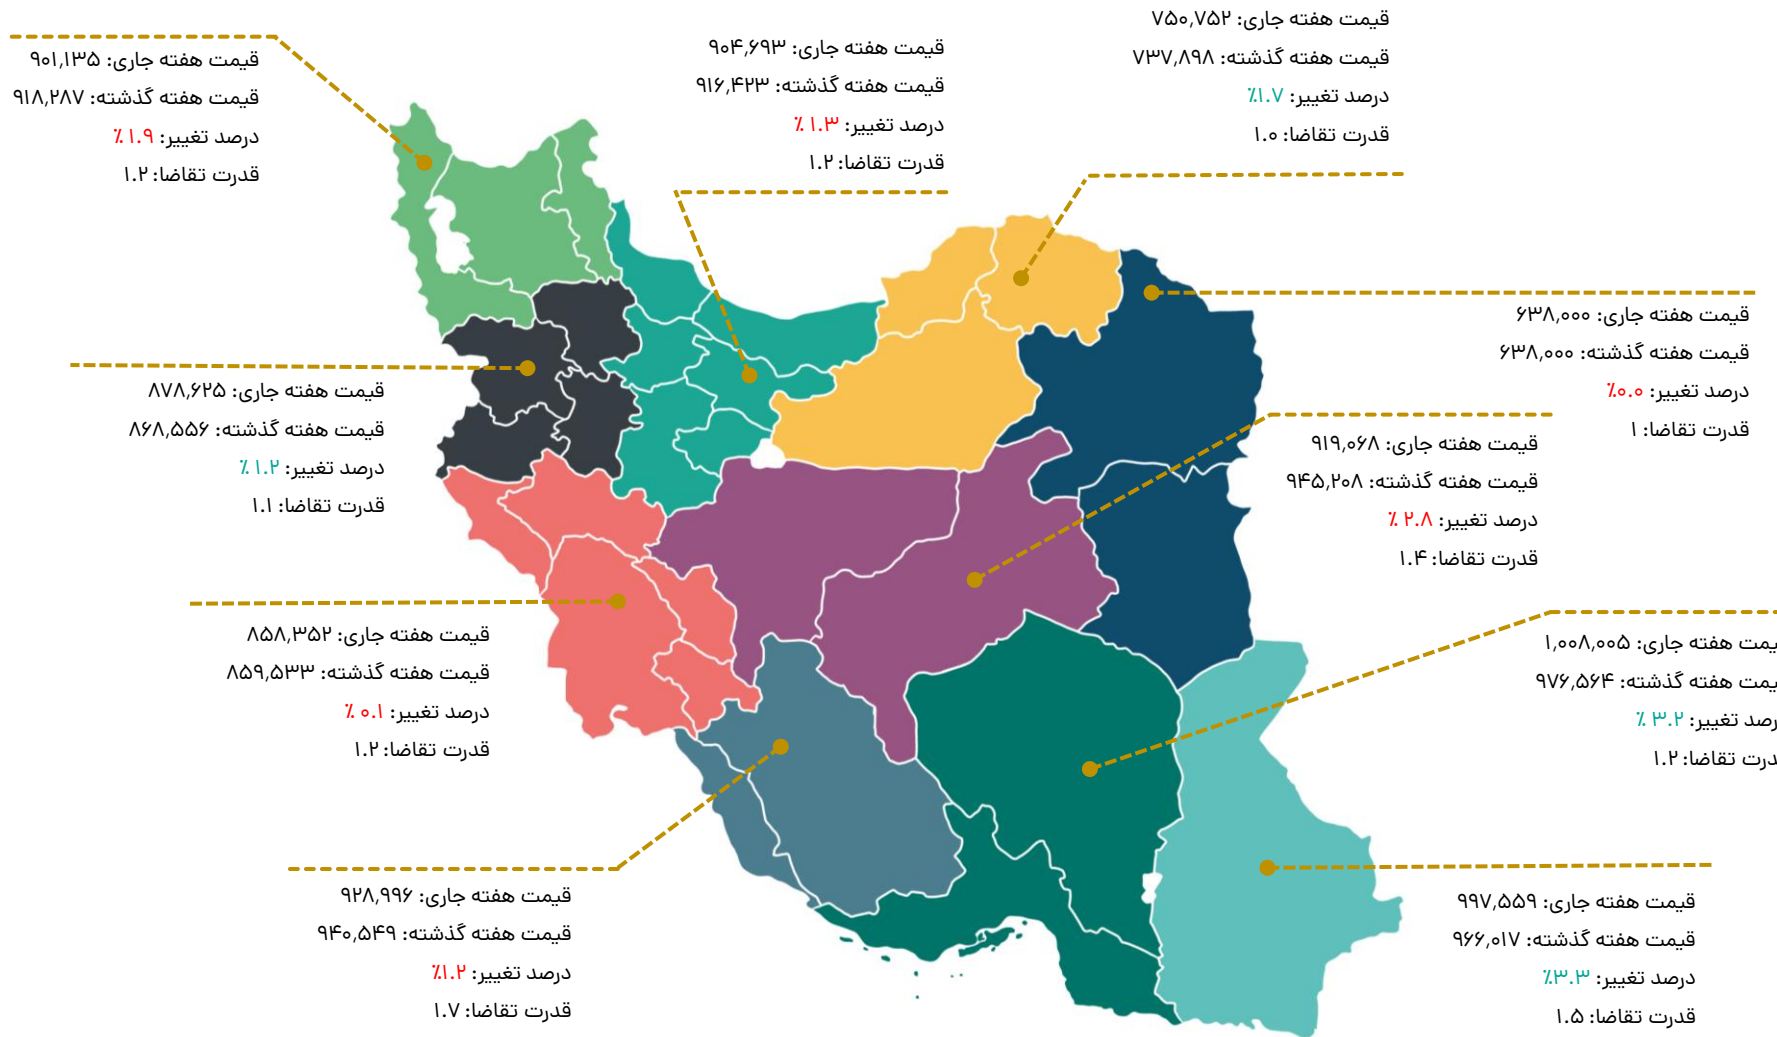 قیمت هفته جاری: ۷۵۰,۷۵۲
قیمت هفته گذشته: ۷۳۷,۸۹۸
درصد تغییر: ۱.۷٪
قدرت تقاضا: ۱.۰
قیمت هفته جاری: ۹۰۴,۶۹۳
قیمت هفته گذشته: ۹۱۶,۴۲۳
درصد تغییر: ۱.۳ ٪
قدرت تقاضا: ۱.۲
قیمت هفته جاری: ۹۰۱,۱۳۵
قیمت هفته گذشته: ۹۱۸,۲۸۷
درصد تغییر: ۱.۹ ٪
قدرت تقاضا: ۱.۲
قیمت هفته جاری: ۶۳۸,۰۰۰
قیمت هفته گذشته: ۶۳۸,۰۰۰
درصد تغییر: ۰.۰٪
قدرت تقاضا: ۱
قیمت هفته جاری: ۸۷۸,۶۲۵
قیمت هفته گذشته: ۸۶۸,۵۵۶
درصد تغییر: ۱.۲ ٪
قدرت تقاضا: ۱.۱
قیمت هفته جاری: ۹۱۹,۰۶۸
قیمت هفته گذشته: ۹۴۵,۲۰۸
درصد تغییر: ۲.۸ ٪
قدرت تقاضا: ۱.۴
قیمت هفته جاری: ۸۵۸,۳۵۲
قیمت هفته گذشته: ۸۵۹,۵۳۳
درصد تغییر: ۰.۱ ٪
قدرت تقاضا: ۱.۲
یمت هفته جاری: ۱,۰۰۸,۰۰۵
یمت هفته گذشته: ۹۷۶,۵۶۴
رصد تغییر: ۳.۲ ٪
درت تقاضا: ۱.۲
قیمت هفته جاری: ۹۲۸,۹۹۶
قیمت هفته گذشته: ۹۴۰,۵۴۹
درصد تغییر: ۱.۲٪
قدرت تقاضا: ۱.۷
قیمت هفته جاری: ۹۹۷,۵۵۹
قیمت هفته گذشته: ۹۶۶,۰۱۷
درصد تغییر: ۳.۳٪
قدرت تقاضا: ۱.۵